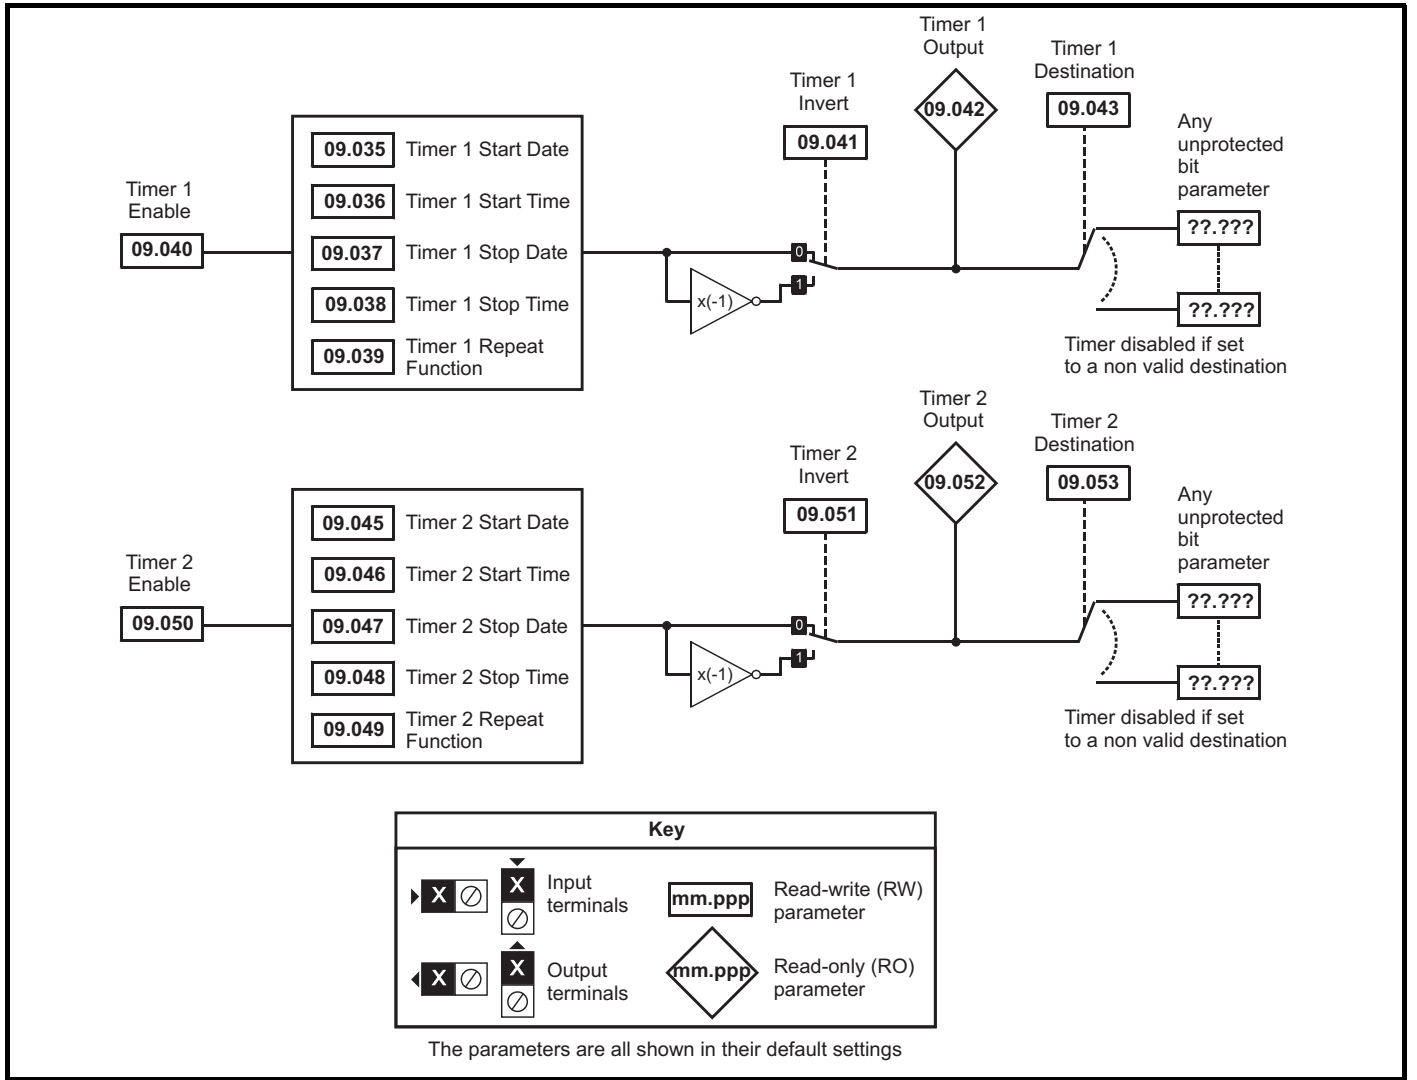 Timer 1
Output
Timer 1
Destination
Timer 1
Invert
09.042
09.043
Any
unprotected
bit
parameter
09.041
09.035 Timer 1 Start Date
Timer 1
Enable
09.036 Timer 1 Start Time
??.???
09.040
09.037 Timer 1 Stop Date
0
1
x(-1)
09.038 Timer 1 Stop Time
??.???
09.039 Timer 1 Repeat
Function
Timer disabled if set
to a non valid destination
Timer 2
Output
Timer 2
Destination
Timer 2
Invert
09.052
09.053
Any
unprotected
bit
parameter
09.051
09.045 Timer 2 Start Date
Timer 2
Enable
09.046 Timer 2 Start Time
??.???
09.050
09.047 Timer 2 Stop Date
0
1
x(-1)
09.048 Timer 2 Stop Time
??.???
09.049 Timer 2 Repeat
Function
Timer disabled if set
to a non valid destination
Key
X
X
Input
terminals
mm.ppp
Read-write (RW)
parameter
X
X
Output
terminals
mm.ppp
Read-only (RO)
parameter
The parameters are all shown in their default settings